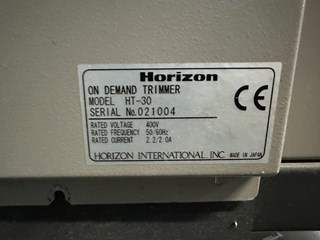 Horizon
ON DEMAND TRIMMER
MODEL HT-30
SERIAL No.021004
RATED VOLTAGE 400V
RATED FREQUENCY 50/60Hz
RATED CURRENT 2.2/2.0A
HORIZON INTERNATIONAL INC. MADE IN JAPAN
CE